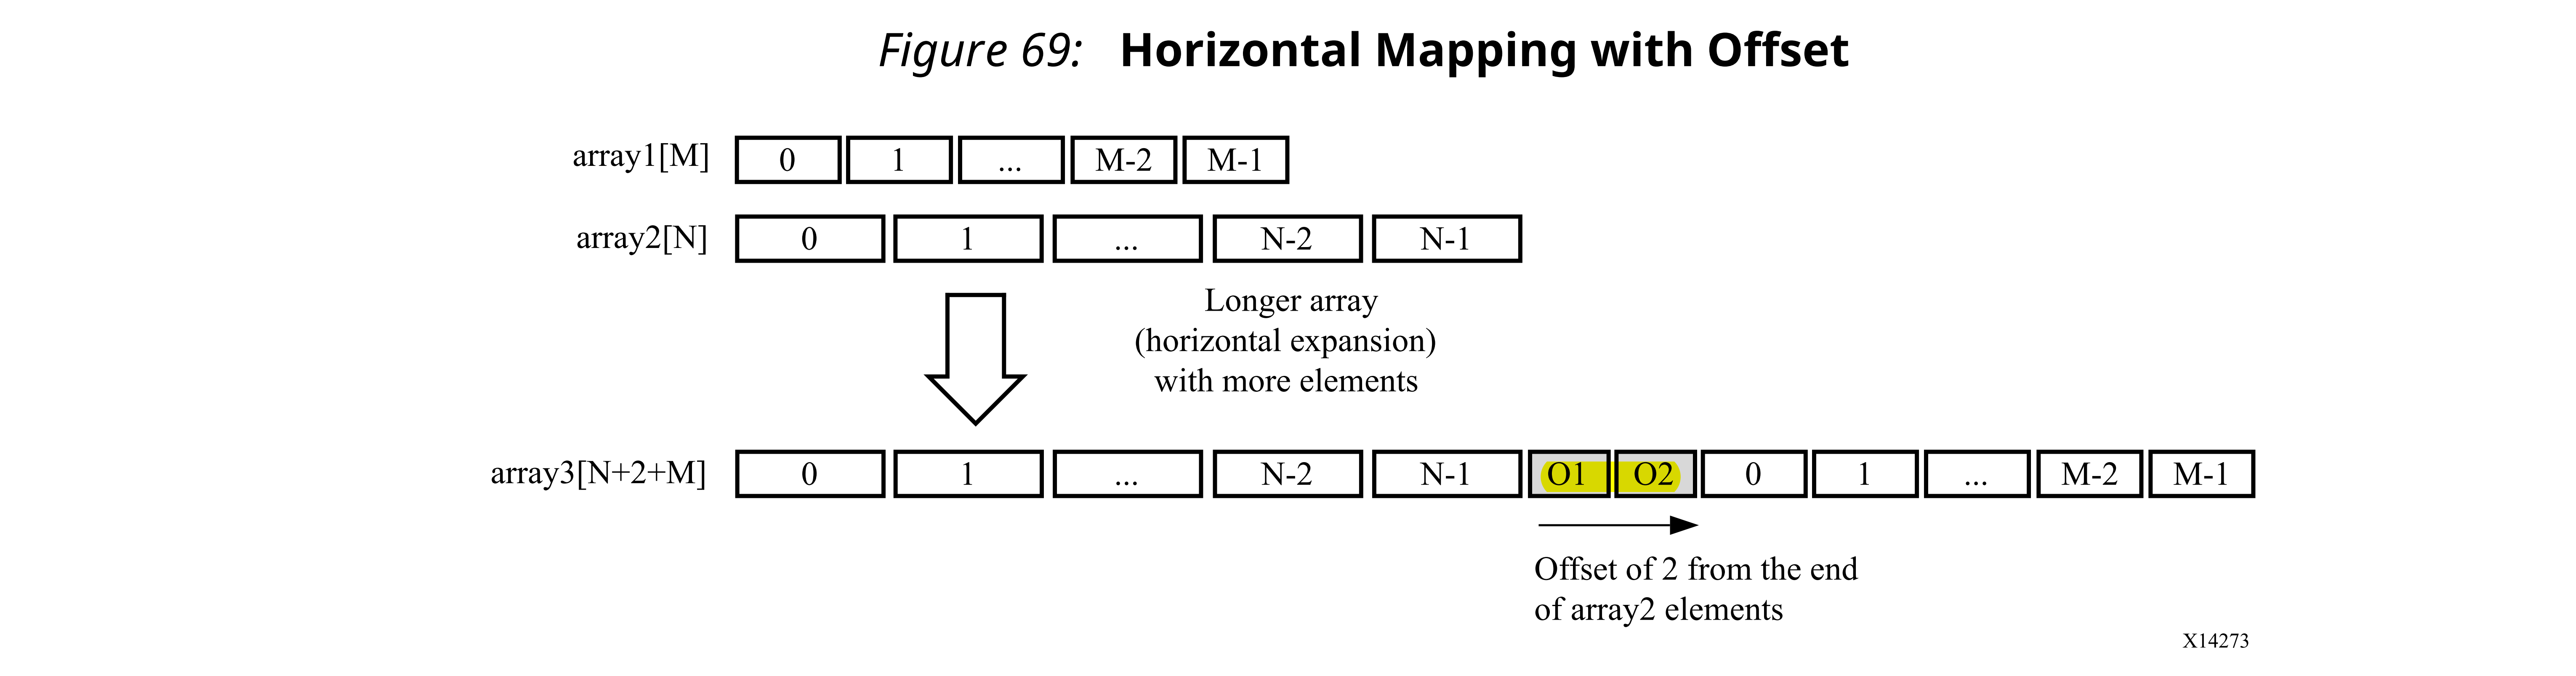 Figure 69: Horizontal Mapping with Offset
array1[M] 0 1 ... M-2 M-1
array2[N] 0 1 ... N-2 N-1
Longer array
(horizontal expansion)
with more elements
array3[N+2+M] 0 1 ... N-2 N-1 O1 O2 0 1 ... M-2 M-1
Offset of 2 from the end
of array2 elements
X14273